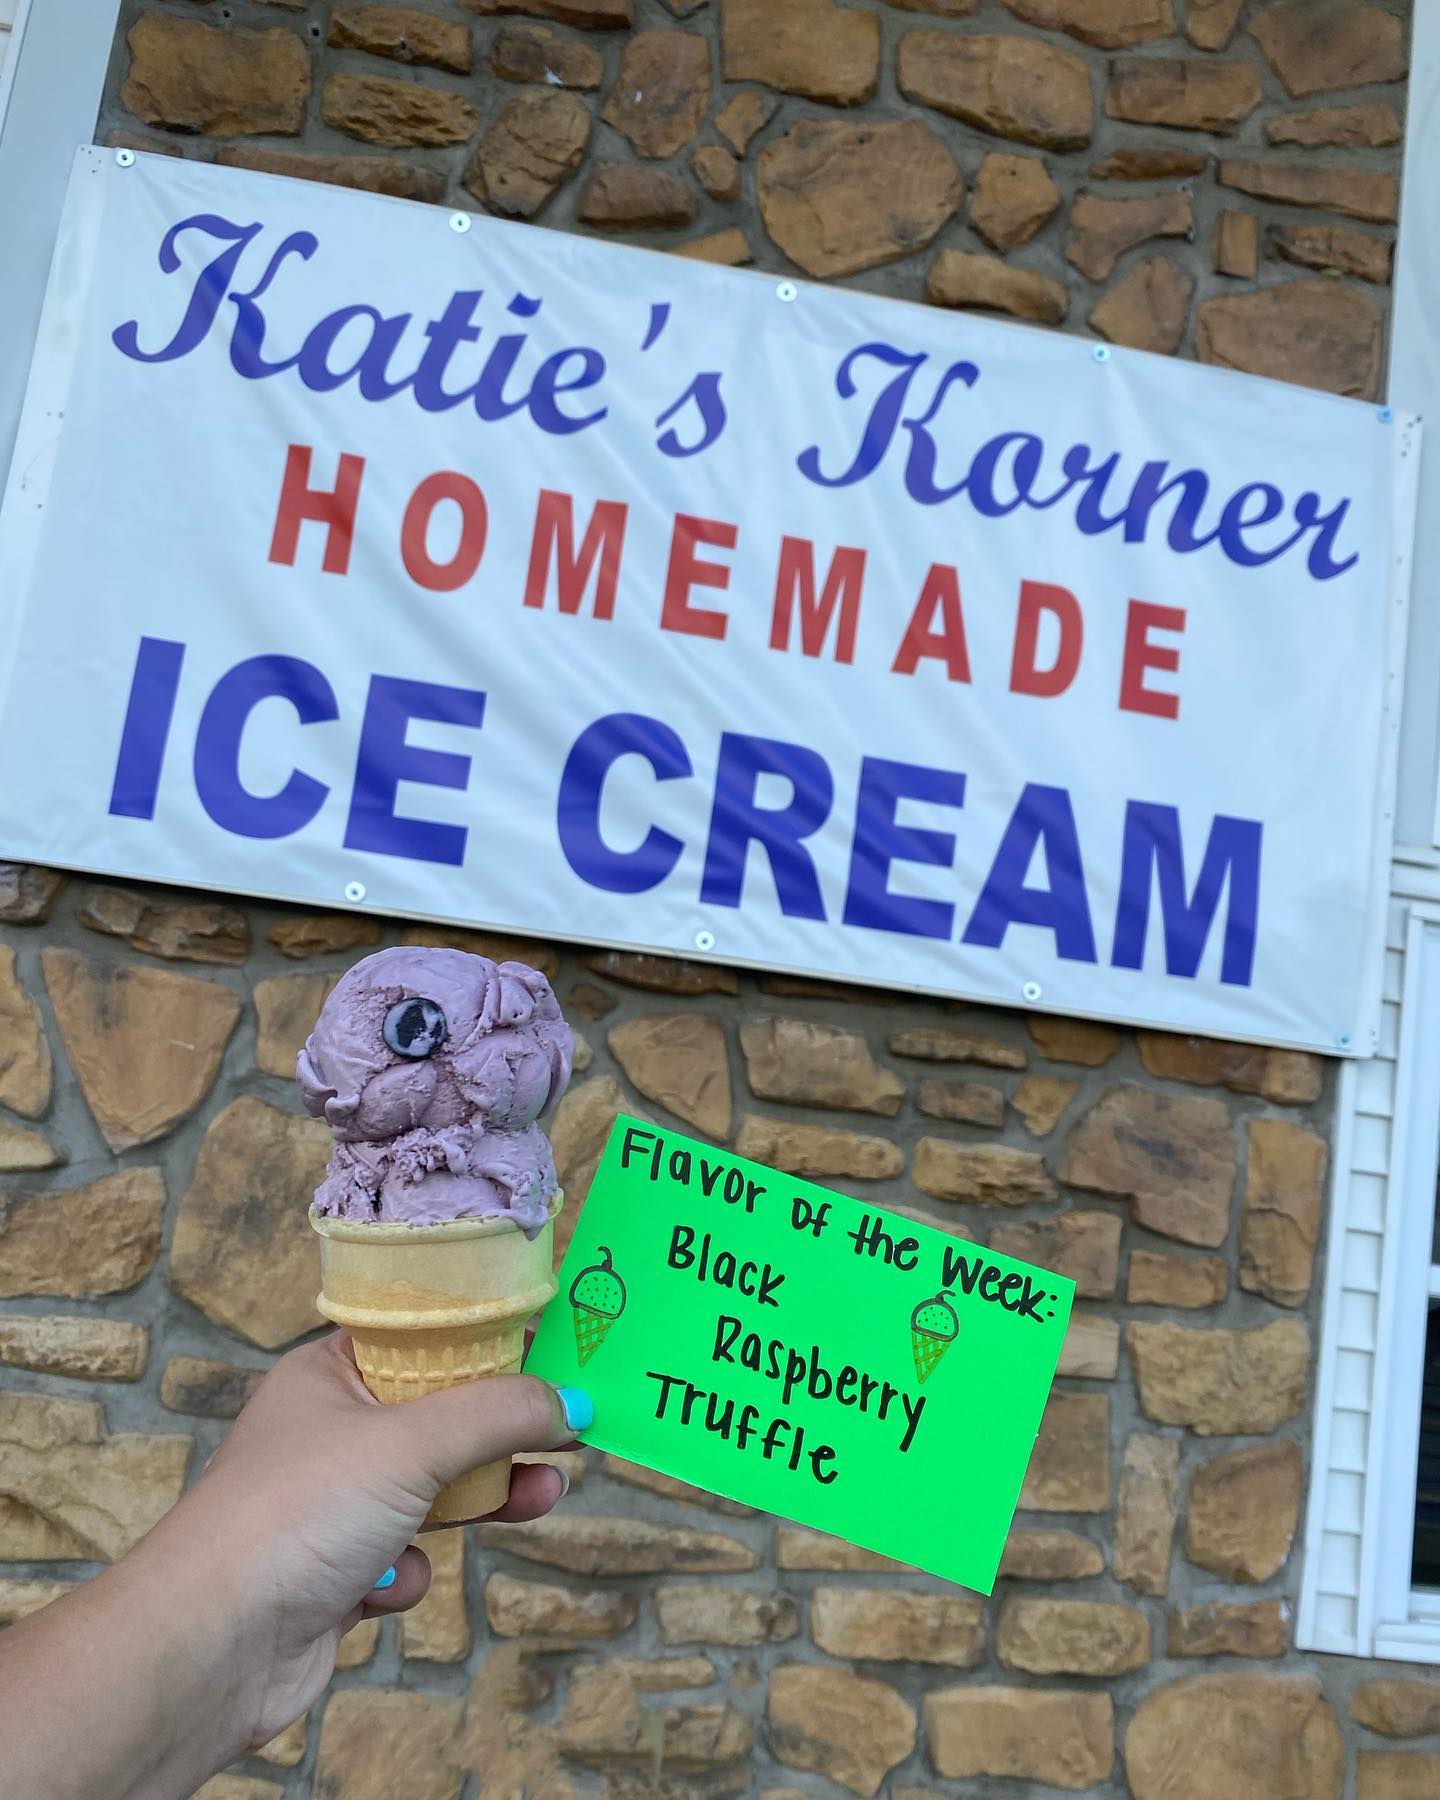 Katie's Korner
HOMEMADE
ICE CREAM
Flavor of the Week:
Black
Raspberry
Truffle